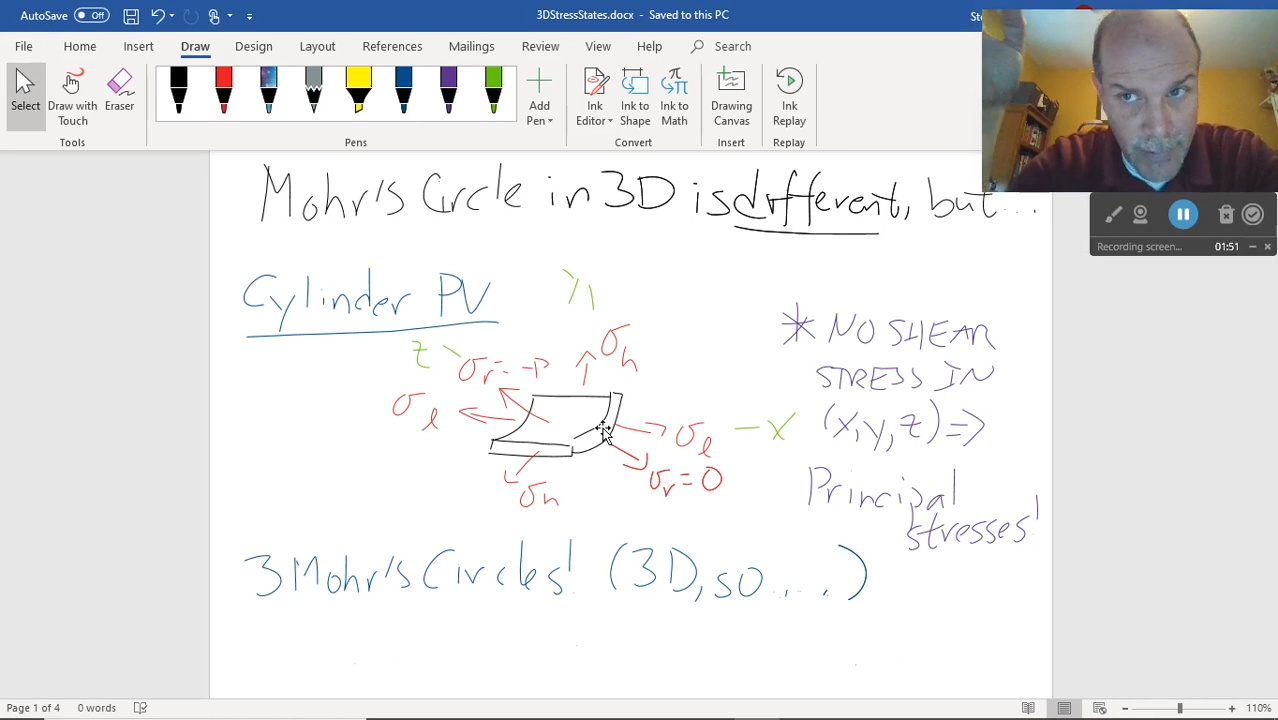 AutoSave Off
3DStressStates.docx - Saved to this PC
File Home Insert Draw Design Layout References Mailings Review View Help Search
Select
Draw with Touch
Eraser
Add Pen
Ink Editor
Ink to Shape
Ink to Math
Drawing Canvas
Ink Replay
Tools
Pens
Convert
Insert
Replay
Recording screen...
01:51
Mohr's Circle in 3D is different, but...
Cylinder PV
y
z
σr = -P
σh
σl
σl - x
σr = 0
σh
* NO SHEAR
STRESS IN
(x,y,z) =>
Principal
stresses!
3 Mohr's Circles! (3D, so ....)
Page 1 of 4
0 words
110%